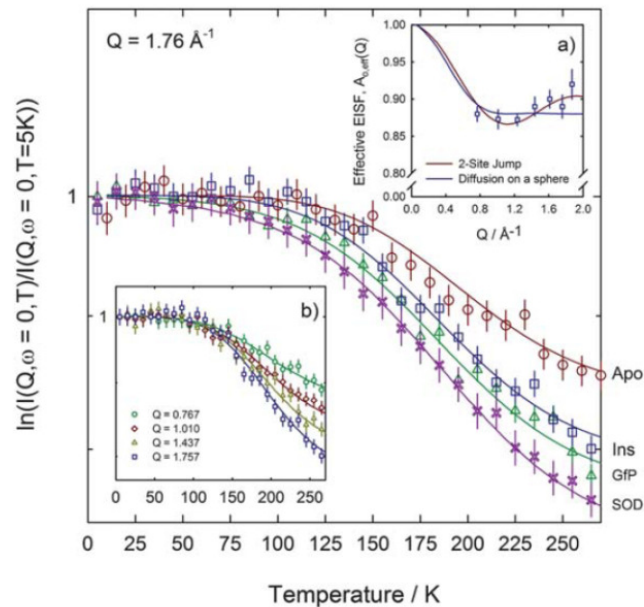 Q = 1.76 Å-1
a)
Effective EISF, A0,eff(Q)
1.00
0.95
0.90
0.85
0.80
0.00
2-Site Jump
Diffusion on a sphere
0.0 0.4 0.8 1.2 1.6 2.0
Q / Å-1
ln(I(Q,ω = 0,T)/I(Q,ω = 0,T=5K))
1
b)
1
Q = 0.767
Q = 1.010
Q = 1.437
Q = 1.757
0 50 100 150 200 250
Apo
Ins
GfP
SOD
0 25 50 75 100 125 150 175 200 225 250
Temperature / K